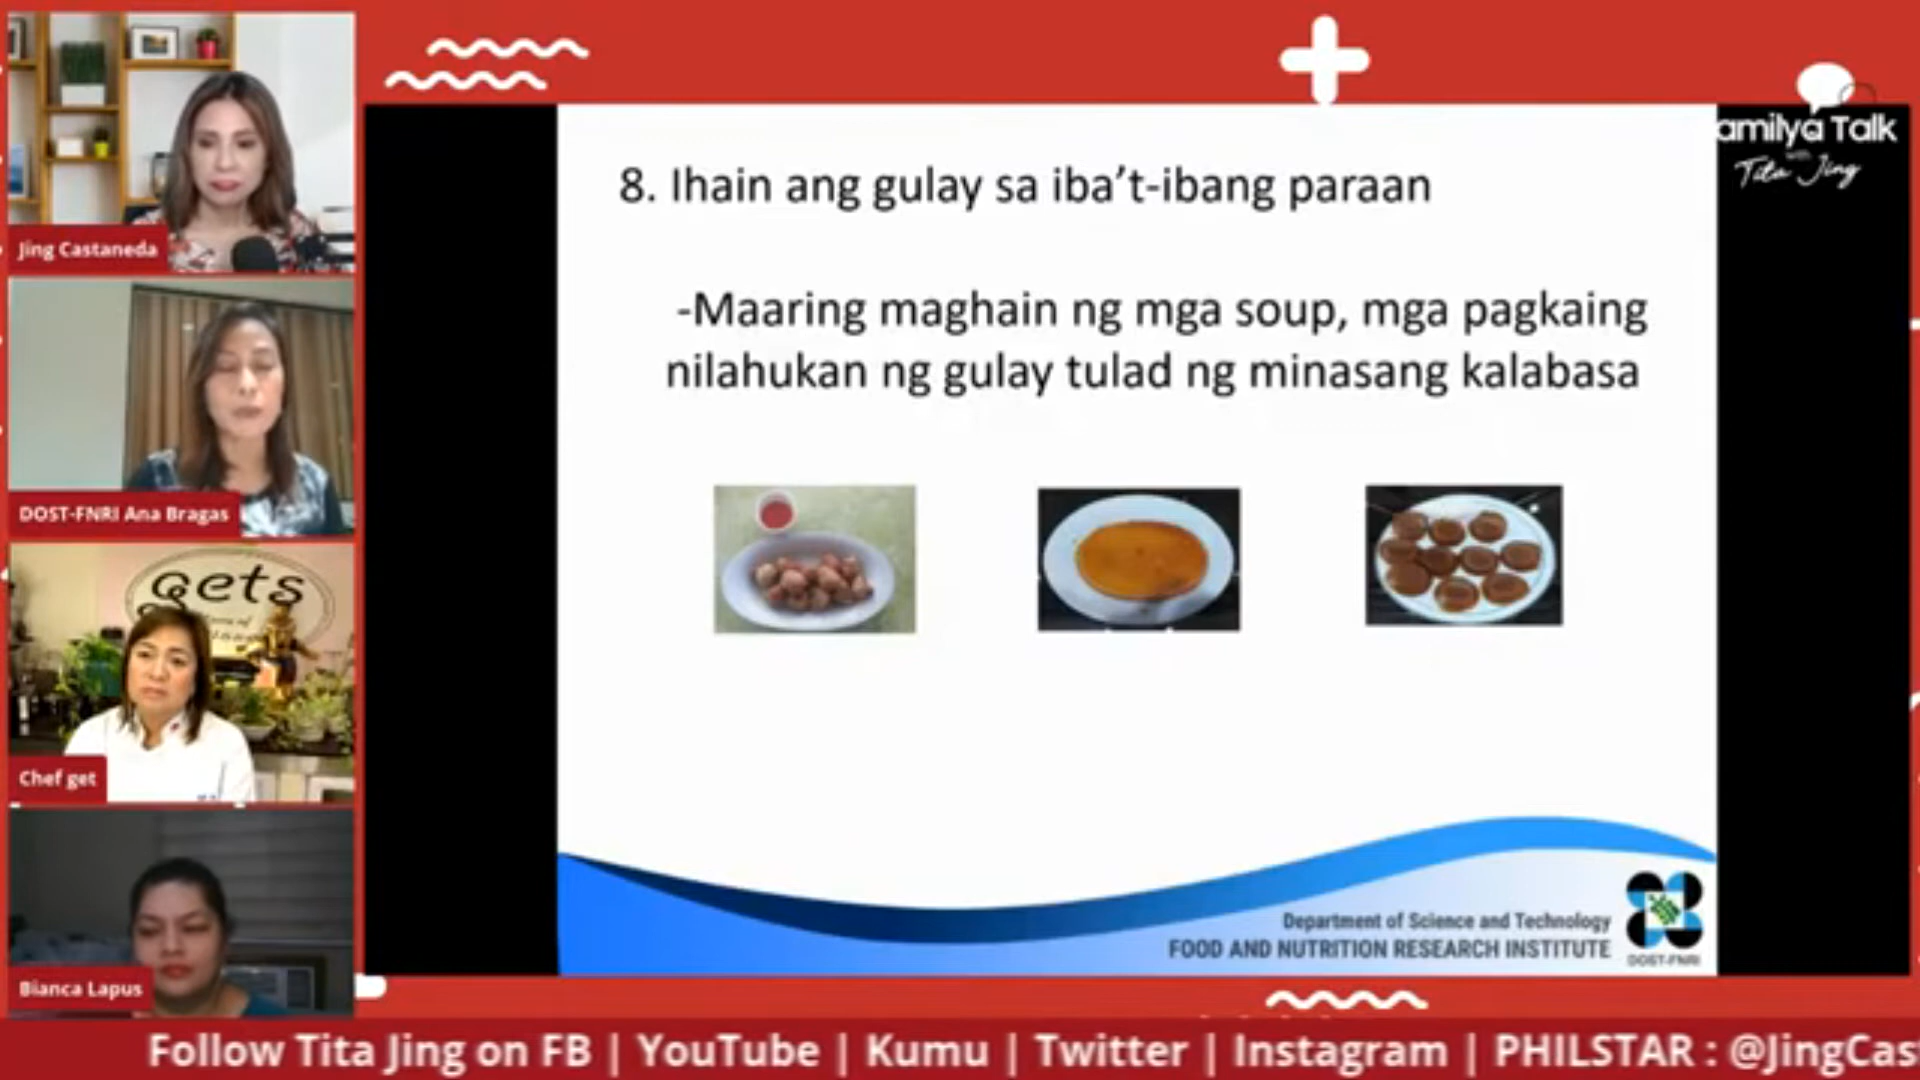 Jing Castaneda
DOST-FNRI Ana Bragas
gets
Chef get
Bianca Lapus
8. Ihain ang gulay sa iba't-ibang paraan
-Maaring maghain ng mga soup, mga pagkaing
nilahukan ng gulay tulad ng minasang kalabasa
Department of Science and Technology
FOOD AND NUTRITION RESEARCH INSTITUTE
DOST-FNRI
amilya Talk
with
Tita Jing
Follow Tita Jing on FB | YouTube | Kumu | Twitter | Instagram | PHILSTAR : @JingCas